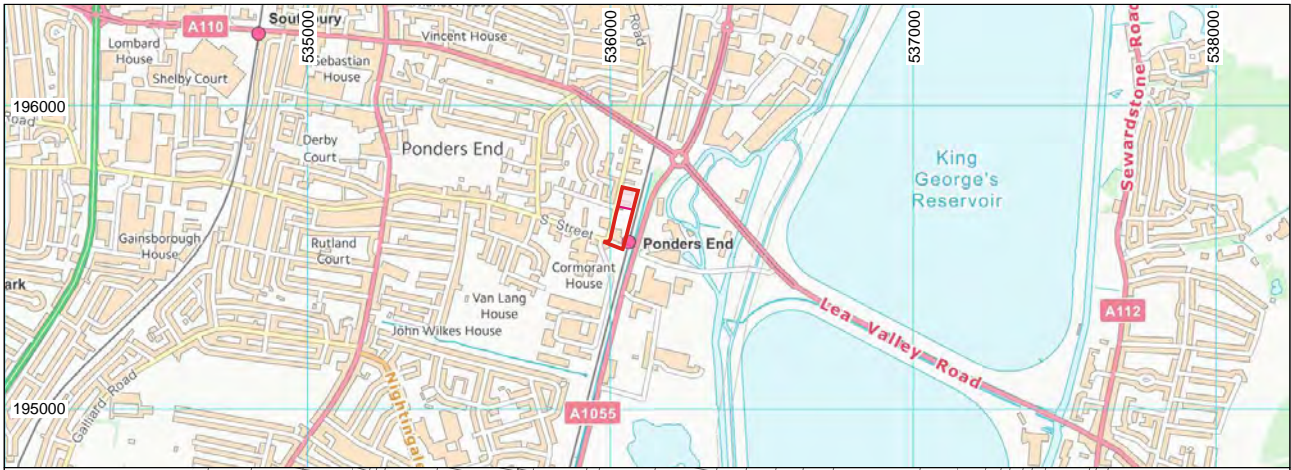 A110
Southbury
Lombard
House
Shelby Court
535000
Sebastian
House
Vincent House
536000
Road
537000
538000
Sewardstone Road
196000
Road
Derby
Court
Ponders End
King
George's
Reservoir
Gainsborough
House
Rutland
Court
S Street
Ponders End
Cormorant
House
ark
Van Lang
House
John Wilkes House
Lea Valley Road
A112
Galliard Road
Nightingale
195000
A1055